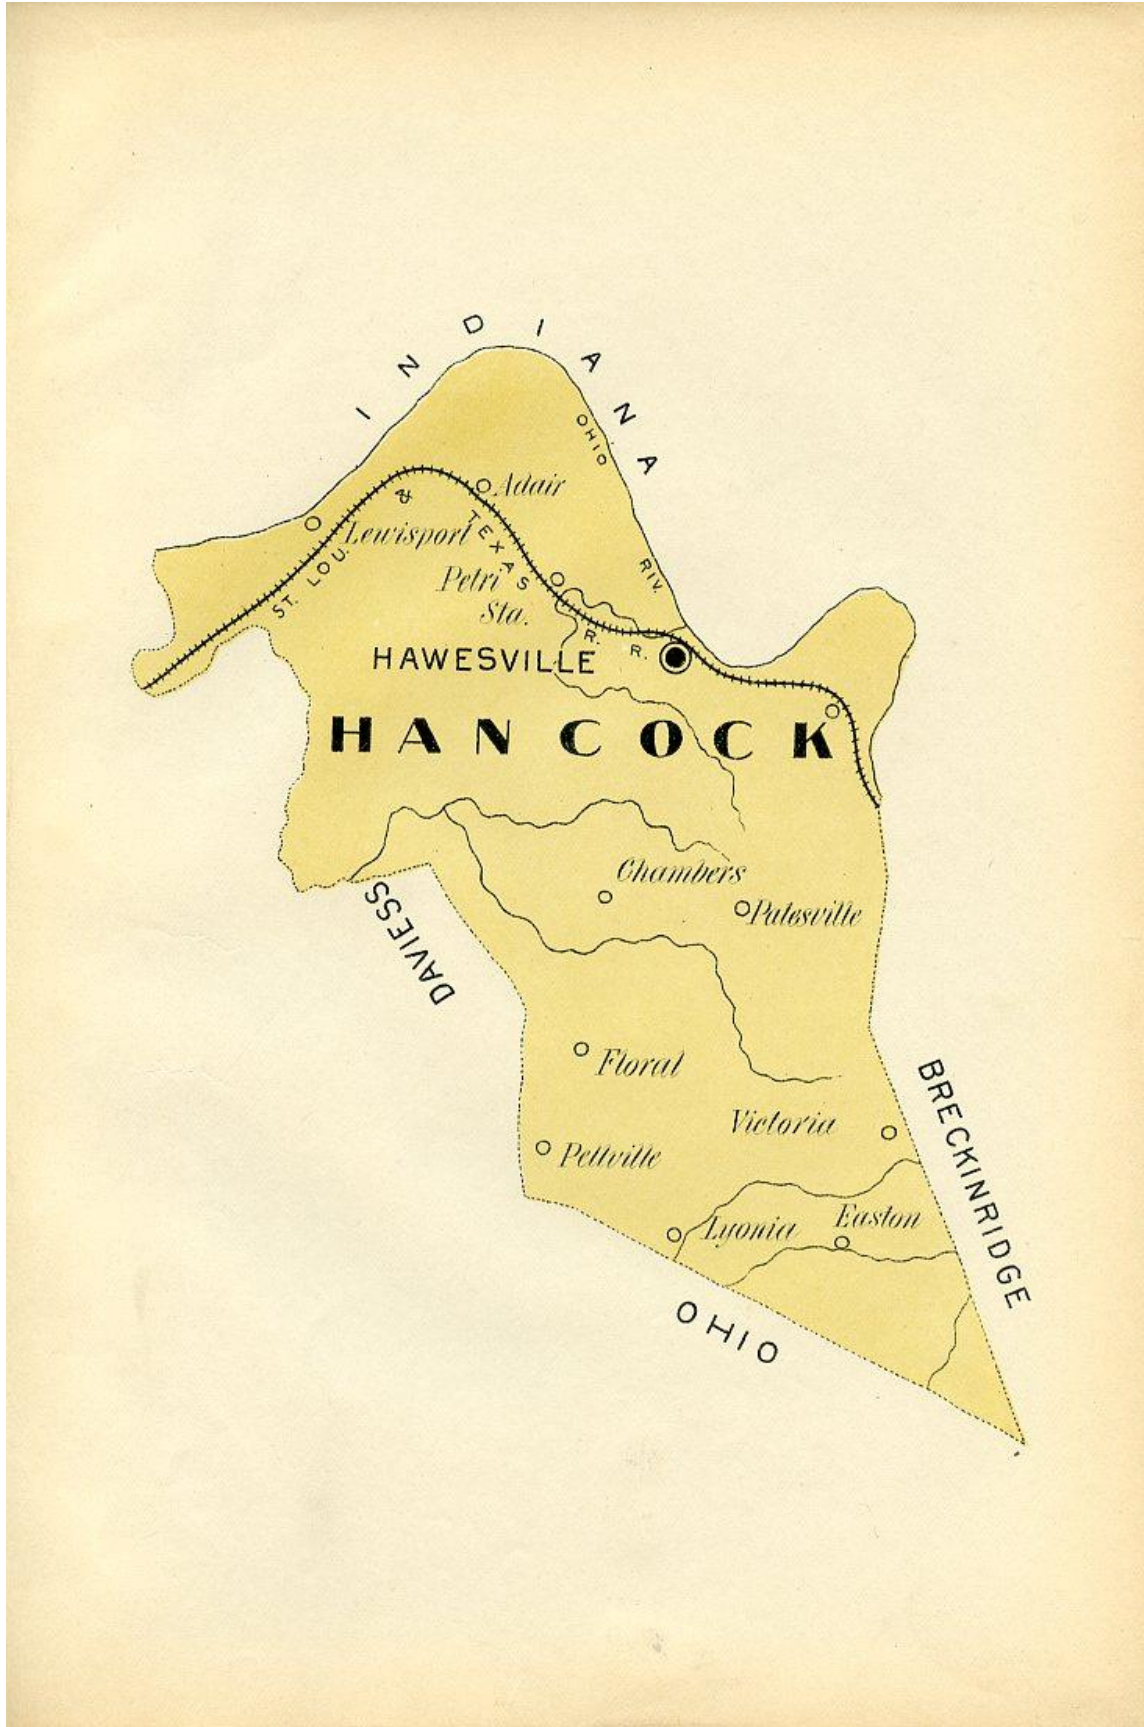 INDIANA
OHIO RIV.
Adair
Lewisport
ST. LOU. & TEXAS R. R.
Petri
Sta.
HAWESVILLE
HANCOCK
Chambers
Patesville
DAVIESS
Floral
BRECKINRIDGE
Victoria
Pellville
Lyonia
Easton
OHIO